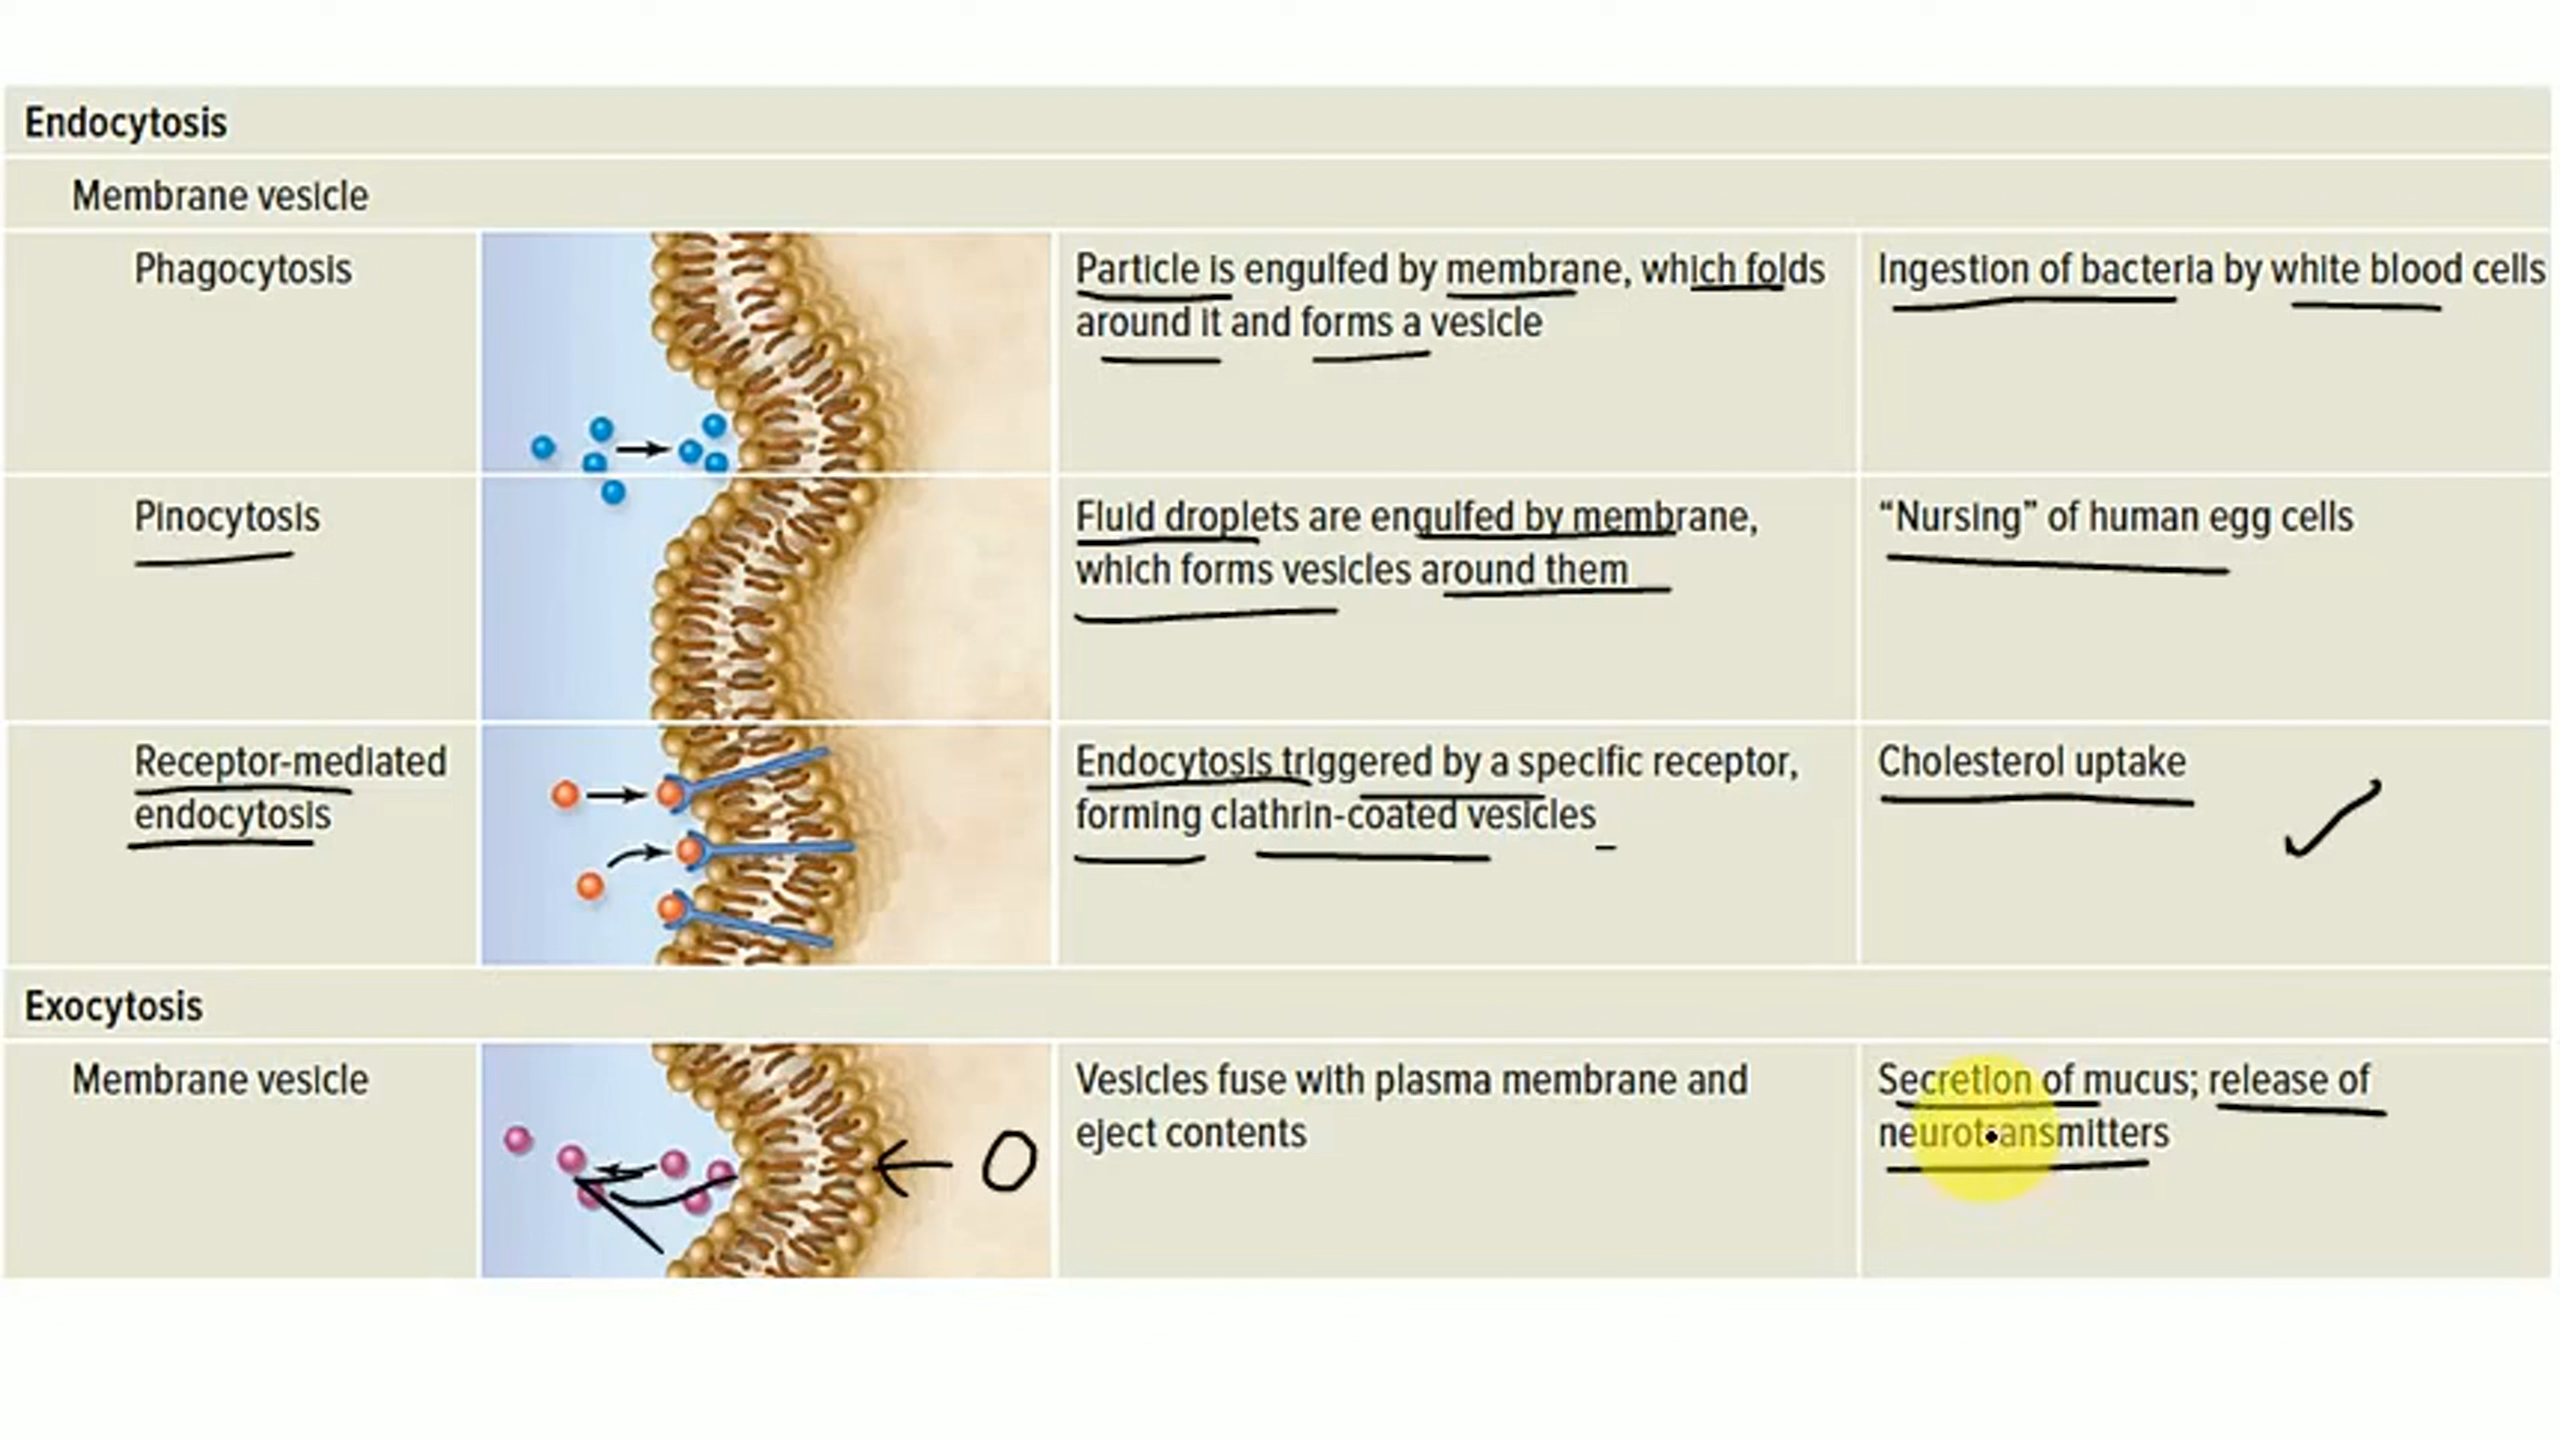 Endocytosis
Membrane vesicle
Phagocytosis
Particle is engulfed by membrane, which folds
around it and forms a vesicle
Ingestion of bacteria by white blood cells
Pinocytosis
Fluid droplets are engulfed by membrane,
which forms vesicles around them
“Nursing” of human egg cells
Receptor-mediated
endocytosis
Endocytosis triggered by a specific receptor,
forming clathrin-coated vesicles
Cholesterol uptake
Exocytosis
Membrane vesicle
Vesicles fuse with plasma membrane and
eject contents
Secretion of mucus; release of
neurotransmitters